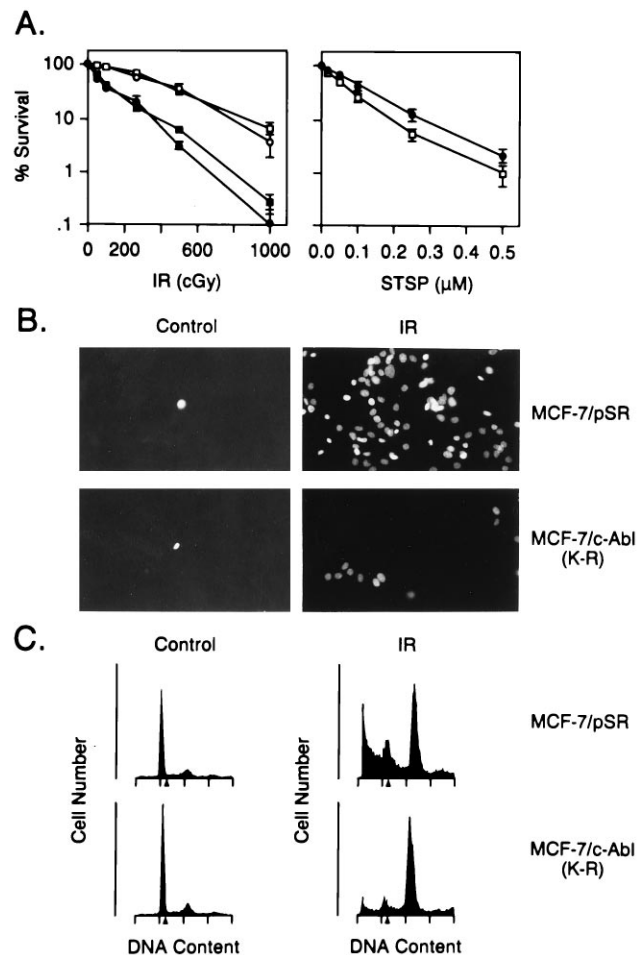 A.
100
10
1
.1
% Survival
0 200 600 1000
IR (cGy)
0.0 0.1 0.2 0.3 0.4 0.5
STSP (μM)
B.
Control IR
MCF-7/pSR
MCF-7/c-Abl
(K-R)
C.
Control IR
Cell Number Cell Number
MCF-7/pSR
MCF-7/c-Abl
(K-R)
DNA Content DNA Content